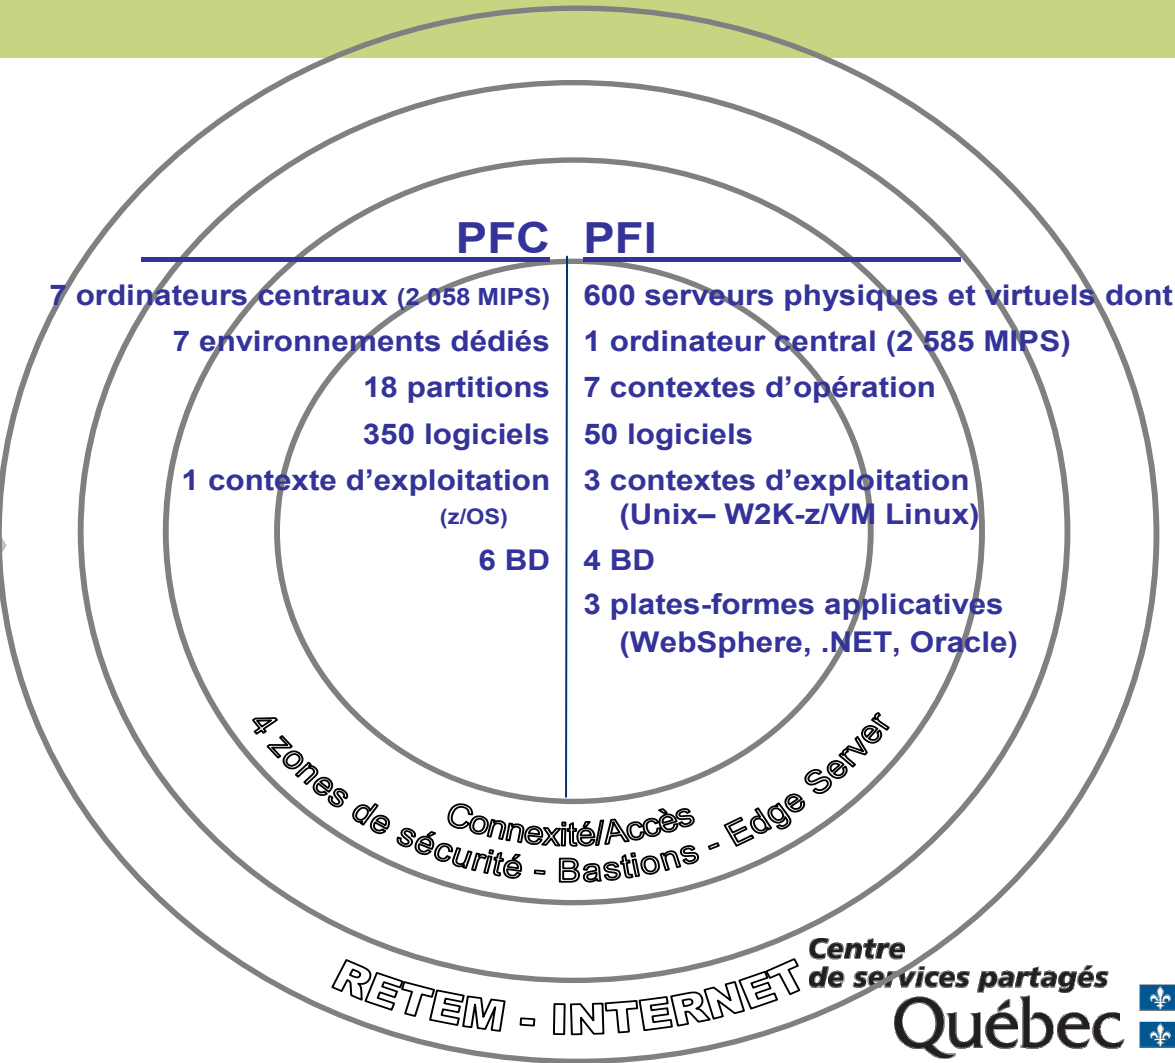 PFC
7 ordinateurs centraux (2 058 MIPS)
7 environnements dédiés
18 partitions
350 logiciels
1 contexte d’exploitation
(z/OS)
6 BD
PFI
600 serveurs physiques et virtuels dont
1 ordinateur central (2 585 MIPS)
7 contextes d’opération
50 logiciels
3 contextes d’exploitation
(Unix– W2K-z/VM Linux)
4 BD
3 plates-formes applicatives
(WebSphere, .NET, Oracle)
Connexité/Accès
4 zones de sécurité - Bastions - Edge Server
RETEM - INTERNET
Centre
de services partagés
Québec